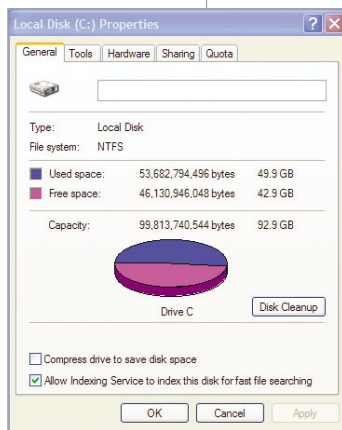 Local Disk (C:) Properties
General Tools Hardware Sharing Quota
Type: Local Disk
File system: NTFS
Used space: 53,682,794,496 bytes 49.9 GB
Free space: 46,130,946,048 bytes 42.9 GB
Capacity: 99,813,740,544 bytes 92.9 GB
Drive C
Disk Cleanup
Compress drive to save disk space
Allow Indexing Service to index this disk for fast file searching
OK Cancel Apply